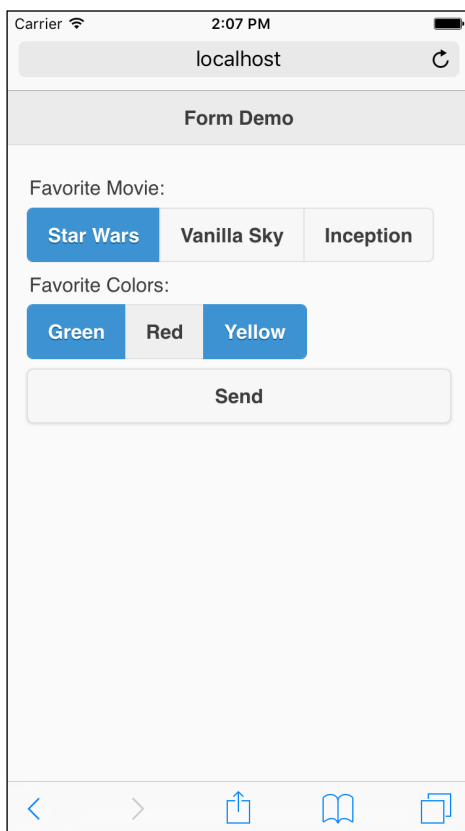 Carrier 2:07 PM
localhost
Form Demo
Favorite Movie:
Star Wars Vanilla Sky Inception
Favorite Colors:
Green Red Yellow
Send